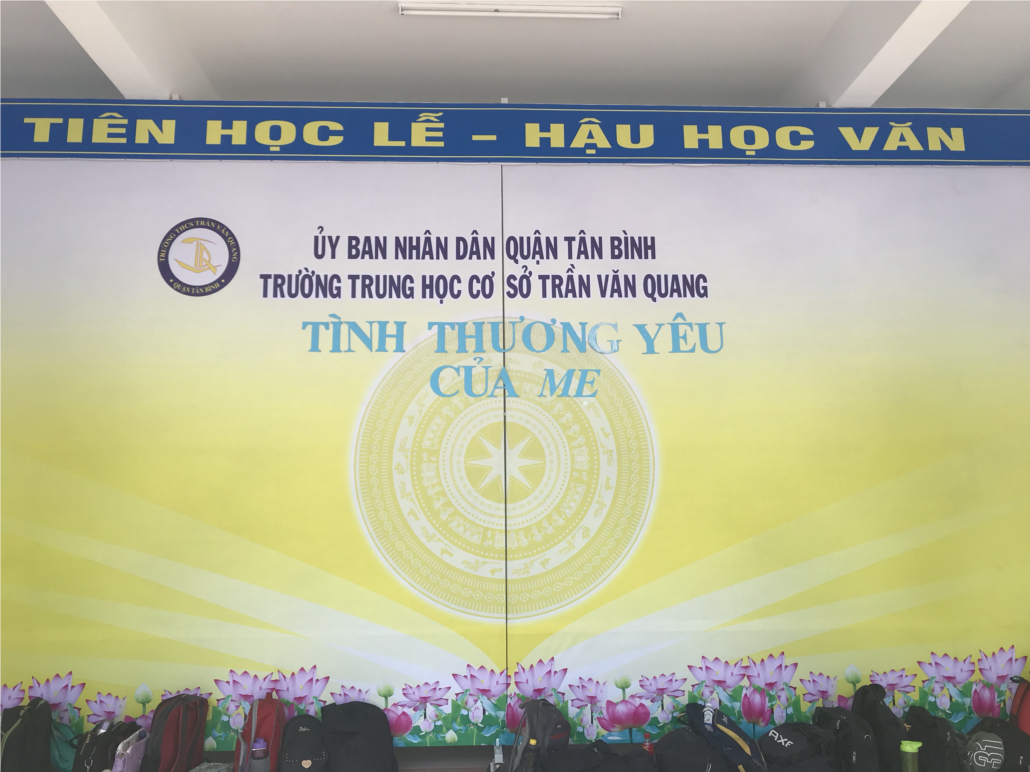 TIÊN HỌC LỄ – HẬU HỌC VĂN
ỦY BAN NHÂN DÂN QUẬN TÂN BÌNH
TRƯỜNG TRUNG HỌC CƠ SỞ TRẦN VĂN QUANG
TRƯỜNG THCS TRẦN VĂN QUANG
QUẬN TÂN BÌNH
TÌNH THƯƠNG YÊU
CỦA ME
AXF